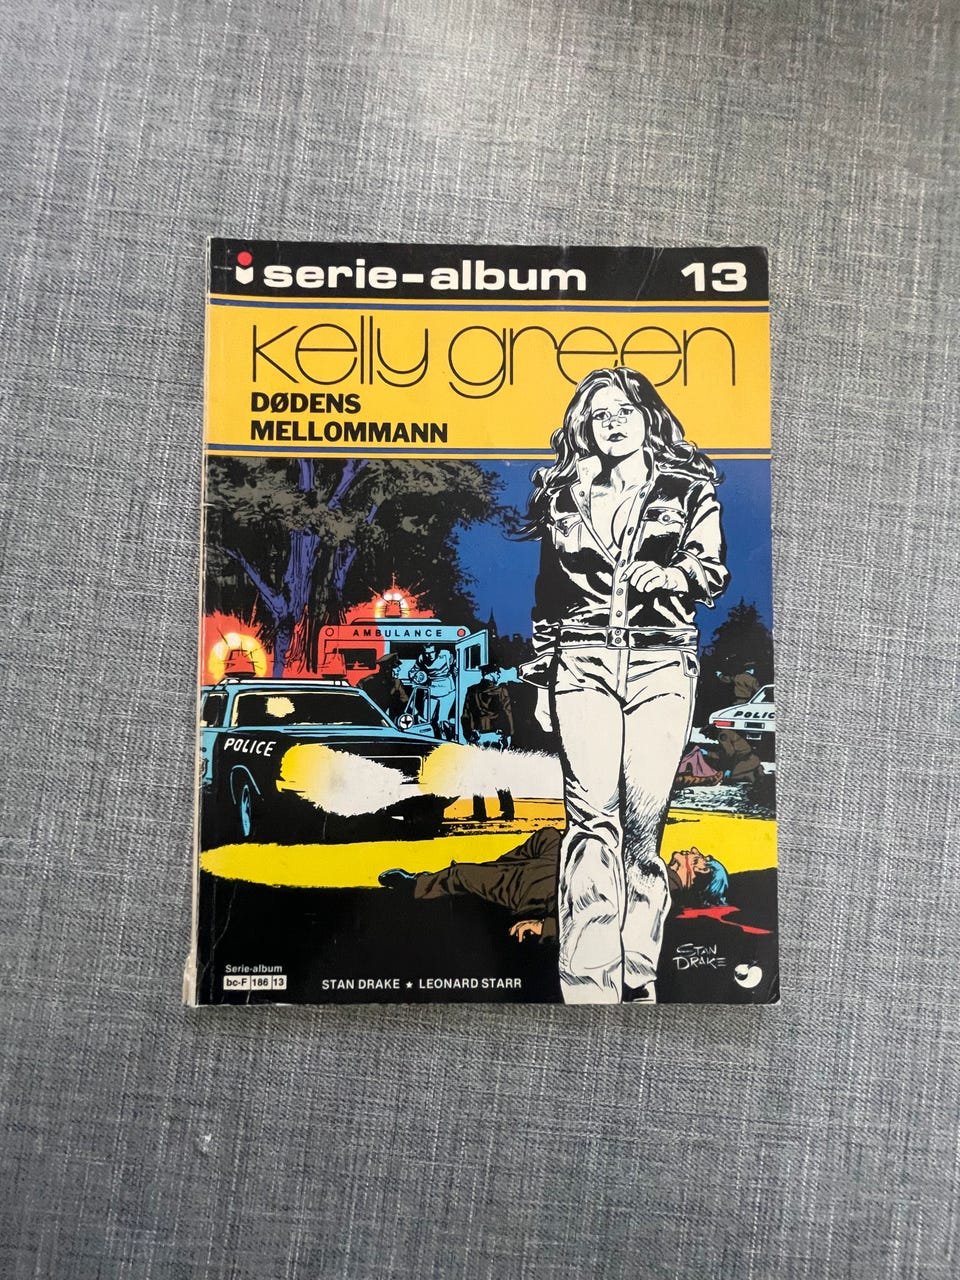 serie-album 13
kelly green
DØDENS
MELLOMMANN
AMBULANCE
POLICE
POLIC
STAN
DRAKE
Serie-album
bc-F 186 13
STAN DRAKE ★ LEONARD STARR